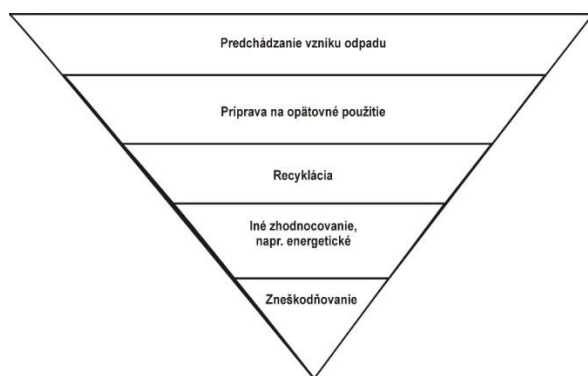 Predchádzanie vzniku odpadu
Príprava na opätovné použitie
Recyklácia
Iné zhodnocovanie,
napr. energetické
Zneškodňovanie